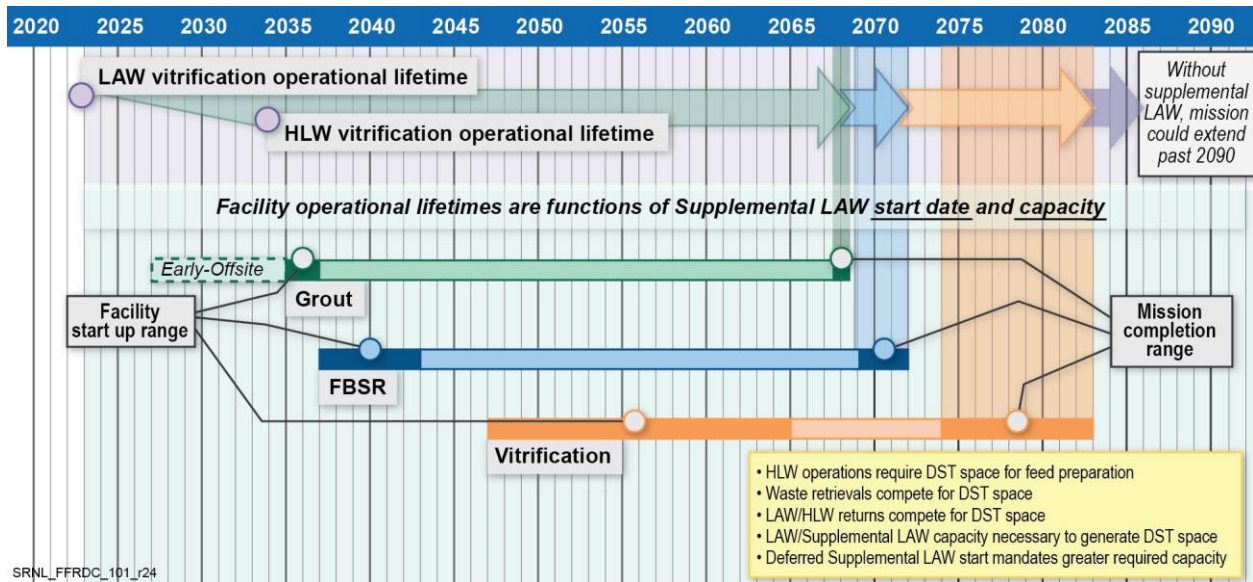 2020 2025 2030 2035 2040 2045 2050 2055 2060 2065 2070 2075 2080 2085 2090
LAW vitrification operational lifetime
HLW vitrification operational lifetime
Without
supplemental
LAW, mission
could extend
past 2090
Facility operational lifetimes are functions of Supplemental LAW start date and capacity
Early-Offsite
Grout
Facility
start up range
Mission
completion
range
FBSR
Vitrification
• HLW operations require DST space for feed preparation
• Waste retrievals compete for DST space
• LAW/HLW returns compete for DST space
• LAW/Supplemental LAW capacity necessary to generate DST space
• Deferred Supplemental LAW start mandates greater required capacity
SRNL_FFRDC_101_r24